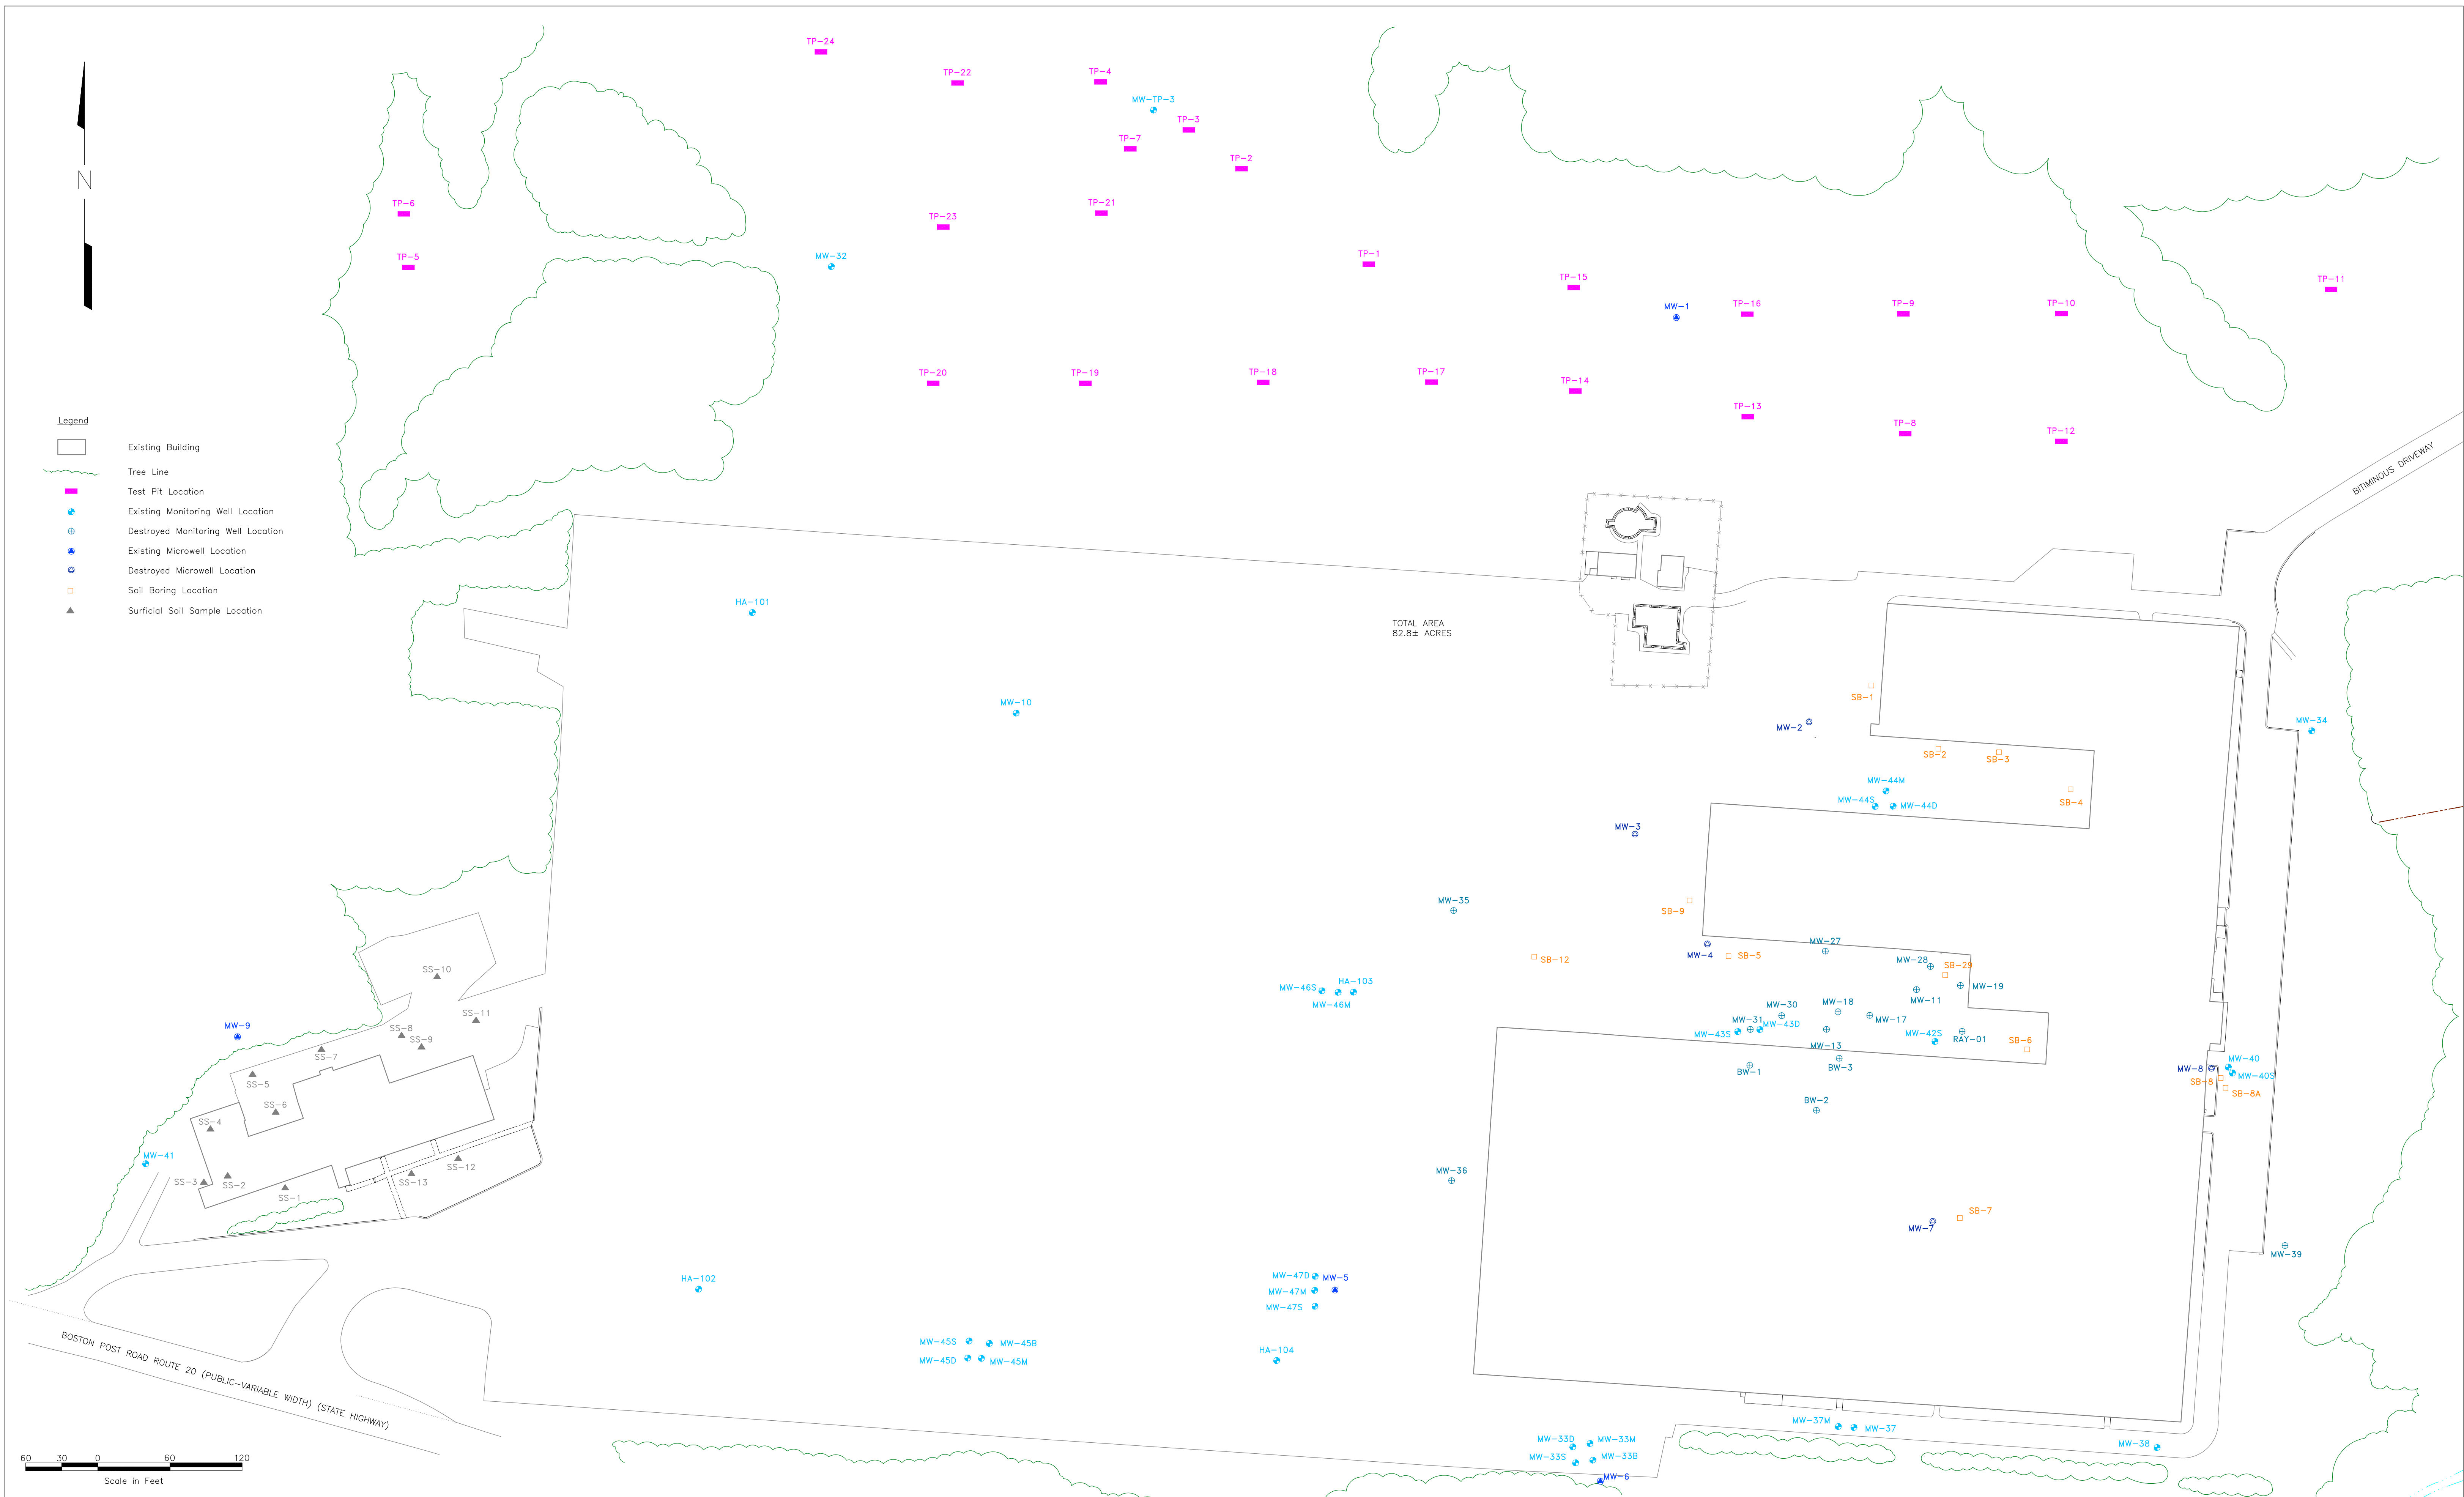 TP-24
TP-22
TP-4
MW-TP-3
TP-3
TP-7
TP-2
N
TP-6
TP-21
TP-23
TP-5
MW-32
TP-1
TP-15
TP-11
MW-1
TP-16
TP-9
TP-10
TP-20
TP-19
TP-18
TP-17
TP-14
TP-13
TP-8
TP-12
Legend
Existing Building
Tree Line
Test Pit Location
Existing Monitoring Well Location
Destroyed Monitoring Well Location
Existing Microwell Location
Destroyed Microwell Location
Soil Boring Location
Surficial Soil Sample Location
BITIMINOUS DRIVEWAY
HA-101
TOTAL AREA
82.8± ACRES
MW-10
SB-1
MW-2
MW-34
SB-2
SB-3
MW-44M
MW-44S
MW-44D
SB-4
MW-3
MW-35
SB-9
MW-27
MW-4
SB-5
SB-12
MW-28
SB-29
SS-10
MW-46S
HA-103
MW-46M
MW-19
MW-11
MW-30
MW-18
MW-17
SS-11
MW-9
SS-8
SS-9
SS-7
MW-31
MW-43D
MW-43S
MW-42S
RAY-01
SB-6
MW-13
BW-1
BW-3
MW-40
MW-8
MW-40S
SB-8
SB-8A
SS-5
SS-6
BW-2
SS-4
MW-41
SS-12
SS-3
SS-2
SS-13
SS-1
MW-36
SB-7
MW-7
MW-39
HA-102
MW-47D
MW-5
MW-47M
MW-47S
BOSTON POST ROAD ROUTE 20 (PUBLIC-VARIABLE WIDTH) (STATE HIGHWAY)
MW-45S
MW-45B
MW-45D
MW-45M
HA-104
MW-37M
MW-37
MW-33D
MW-33M
MW-38
MW-33S
MW-33B
MW-6
60 30 0 60 120
Scale in Feet